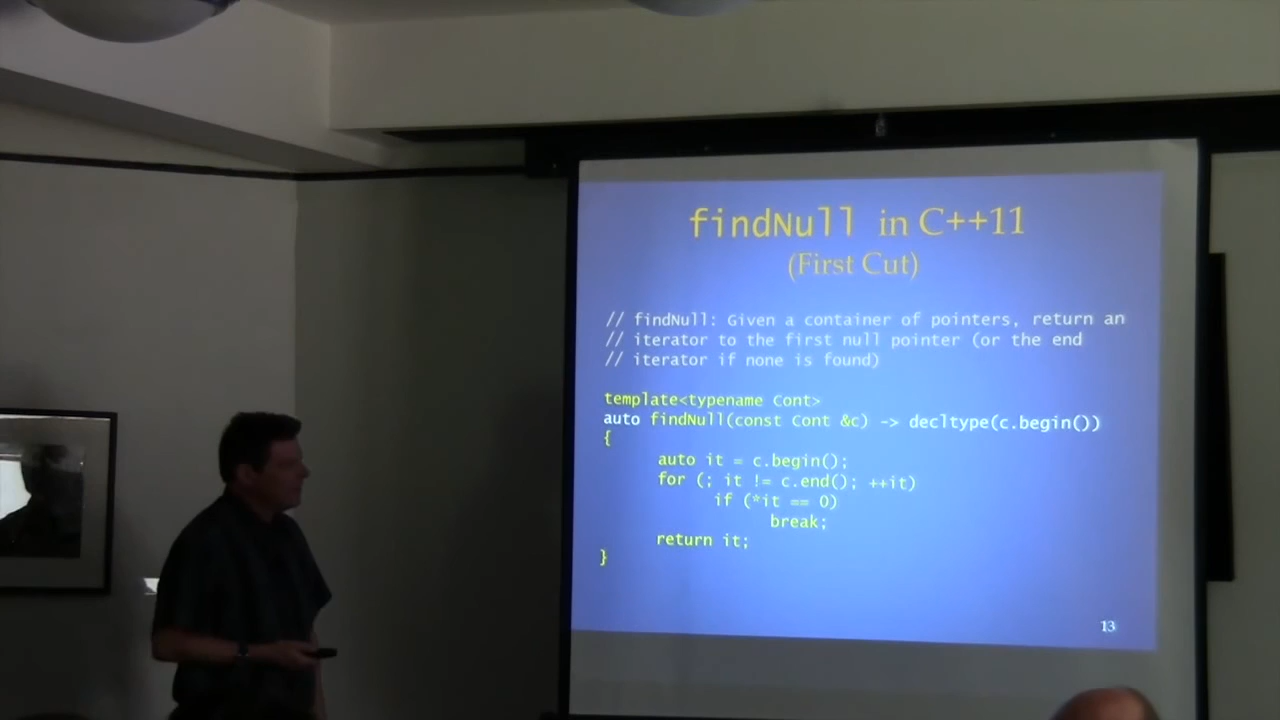 findNull in C++11
(First Cut)
// findNull: Given a container of pointers, return an
// iterator to the first null pointer (or the end
// iterator if none is found)
template<typename Cont>
auto findNull(const Cont &c) -> decltype(c.begin())
{
auto it = c.begin();
for (; it != c.end(); ++it)
if (*it == 0)
break;
return it;
}
13